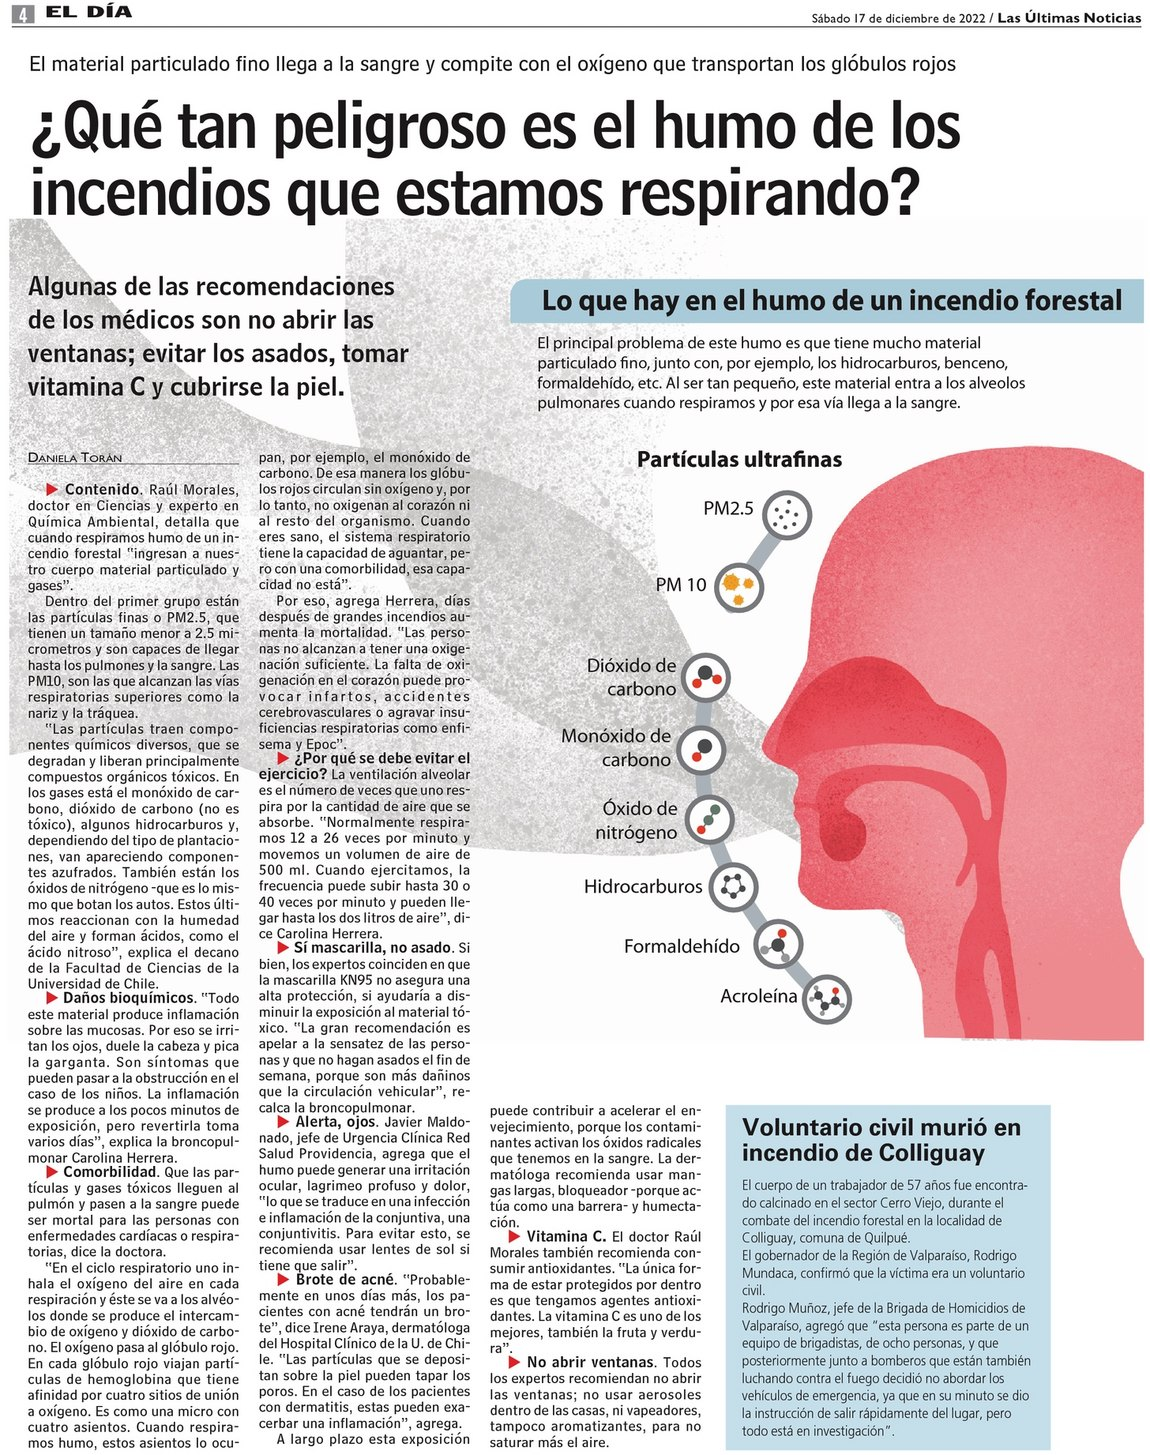 4 EL DÍA
Sábado 17 de diciembre de 2022 / Las Últimas Noticias
El material particulado fino llega a la sangre y compite con el oxígeno que transportan los glóbulos rojos
¿Qué tan peligroso es el humo de los
incendios que estamos respirando?
Algunas de las recomendaciones
de los médicos son no abrir las
ventanas; evitar los asados, tomar
vitamina C y cubrirse la piel.
DANIELA TORÁN
▶ Contenido. Raúl Morales,
doctor en Ciencias y experto en
Química Ambiental, detalla que
cuando respiramos humo de un in-
cendio forestal “ingresan a nues-
tro cuerpo material particulado y
gases”.
Dentro del primer grupo están
las partículas finas o PM2.5, que
tienen un tamaño menor a 2.5 mi-
crometros y son capaces de llegar
hasta los pulmones y la sangre. Las
PM10, son las que alcanzan las vías
respiratorias superiores como la
nariz y la tráquea.
“Las partículas traen compo-
nentes químicos diversos, que se
degradan y liberan principalmente
compuestos orgánicos tóxicos. En
los gases está el monóxido de car-
bono, dióxido de carbono (no es
tóxico), algunos hidrocarburos y,
dependiendo del tipo de plantacio-
nes, van apareciendo componen-
tes azufrados. También están los
óxidos de nitrógeno -que es lo mis-
mo que botan los autos. Estos últi-
mos reaccionan con la humedad
del aire y forman ácidos, como el
ácido nitroso”, explica el decano
de la Facultad de Ciencias de la
Universidad de Chile.
▶ Daños bioquímicos. “Todo
este material produce inflamación
sobre las mucosas. Por eso se irri-
tan los ojos, duele la cabeza y pica
la garganta. Son síntomas que
pueden pasar a la obstrucción en el
caso de los niños. La inflamación
se produce a los pocos minutos de
exposición, pero revertirla toma
varios días”, explica la broncopul-
monar Carolina Herrera.
▶ Comorbilidad. Que las par-
tículas y gases tóxicos lleguen al
pulmón y pasen a la sangre puede
ser mortal para las personas con
enfermedades cardíacas o respira-
torias, dice la doctora.
“En el ciclo respiratorio uno in-
hala el oxígeno del aire en cada
respiración y éste se va a los alvéo-
los donde se produce el intercam-
bio de oxígeno y dióxido de carbo-
no. El oxígeno pasa al glóbulo rojo.
En cada glóbulo rojo viajan partí-
culas de hemoglobina que tiene
afinidad por cuatro sitios de unión
a oxígeno. Es como una micro con
cuatro asientos. Cuando respira-
mos humo, estos asientos lo ocu-
pan, por ejemplo, el monóxido de
carbono. De esa manera los glóbu-
los rojos circulan sin oxígeno y, por
lo tanto, no oxigenan al corazón ni
al resto del organismo. Cuando
eres sano, el sistema respiratorio
tiene la capacidad de aguantar, pe-
ro con una comorbilidad, esa capa-
cidad no está”.
Por eso, agrega Herrera, días
después de grandes incendios au-
menta la mortalidad. “Las perso-
nas no alcanzan a tener una oxige-
nación suficiente. La falta de oxi-
genación en el corazón puede pro-
vocar infartos, accidentes
cerebrovasculares o agravar insu-
ficiencias respiratorias como enfi-
sema y Epoc”.
▶ ¿Por qué se debe evitar el
ejercicio? La ventilación alveolar
es el número de veces que uno res-
pira por la cantidad de aire que se
absorbe. “Normalmente respira-
mos 12 a 26 veces por minuto y
movemos un volumen de aire de
500 ml. Cuando ejercitamos, la
frecuencia puede subir hasta 30 o
40 veces por minuto y pueden lle-
gar hasta los dos litros de aire”, di-
ce Carolina Herrera.
▶ Sí mascarilla, no asado. Si
bien, los expertos coinciden en que
la mascarilla KN95 no asegura una
alta protección, si ayudaría a dis-
minuir la exposición al material tó-
xico. “La gran recomendación es
apelar a la sensatez de las perso-
nas y que no hagan asados el fin de
semana, porque son más dañinos
que la circulación vehicular”, re-
calca la broncopulmonar.
▶ Alerta, ojos. Javier Maldo-
nado, jefe de Urgencia Clínica Red
Salud Providencia, agrega que el
humo puede generar una irritación
ocular, lagrimeo profuso y dolor,
“lo que se traduce en una infección
e inflamación de la conjuntiva, una
conjuntivitis. Para evitar esto, se
recomienda usar lentes de sol si
tiene que salir”.
▶ Brote de acné. “Probable-
mente en unos días más, los pa-
cientes con acné tendrán un bro-
te”, dice Irene Araya, dermatóloga
del Hospital Clínico de la U. de Chi-
le. “Las partículas que se deposi-
tan sobre la piel pueden tapar los
poros. En el caso de los pacientes
con dermatitis, estas pueden exa-
cerbar una inflamación”, agrega.
A largo plazo esta exposición
puede contribuir a acelerar el en-
vejecimiento, porque los contami-
nantes activan los óxidos radicales
que tenemos en la sangre. La der-
matóloga recomienda usar man-
gas largas, bloqueador -porque ac-
túa como una barrera- y humecta-
ción.
▶ Vitamina C. El doctor Raúl
Morales también recomienda con-
sumir antioxidantes. “La única for-
ma de estar protegidos por dentro
es que tengamos agentes antioxi-
dantes. La vitamina C es uno de los
mejores, también la fruta y verdu-
ra”.
▶ No abrir ventanas. Todos
los expertos recomiendan no abrir
las ventanas; no usar aerosoles
dentro de las casas, ni vapeadores,
tampoco aromatizantes, para no
saturar más el aire.
Lo que hay en el humo de un incendio forestal
El principal problema de este humo es que tiene mucho material
particulado fino, junto con, por ejemplo, los hidrocarburos, benceno,
formaldehído, etc. Al ser tan pequeño, este material entra a los alveolos
pulmonares cuando respiramos y por esa vía llega a la sangre.
Partículas ultrafinas
PM2.5
PM 10
Dióxido de
carbono
Monóxido de
carbono
Óxido de
nitrógeno
Hidrocarburos
Formaldehído
Acroleína
Voluntario civil murió en
incendio de Colliguay
El cuerpo de un trabajador de 57 años fue encontra-
do calcinado en el sector Cerro Viejo, durante el
combate del incendio forestal en la localidad de
Colliguay, comuna de Quilpué.
El gobernador de la Región de Valparaíso, Rodrigo
Mundaca, confirmó que la víctima era un voluntario
civil.
Rodrigo Muñoz, jefe de la Brigada de Homicidios de
Valparaíso, agregó que “esta persona es parte de un
equipo de brigadistas, de ocho personas, y que
posteriormente junto a bomberos que están también
luchando contra el fuego decidió no abordar los
vehículos de emergencia, ya que en su minuto se dio
la instrucción de salir rápidamente del lugar, pero
todo está en investigación”.